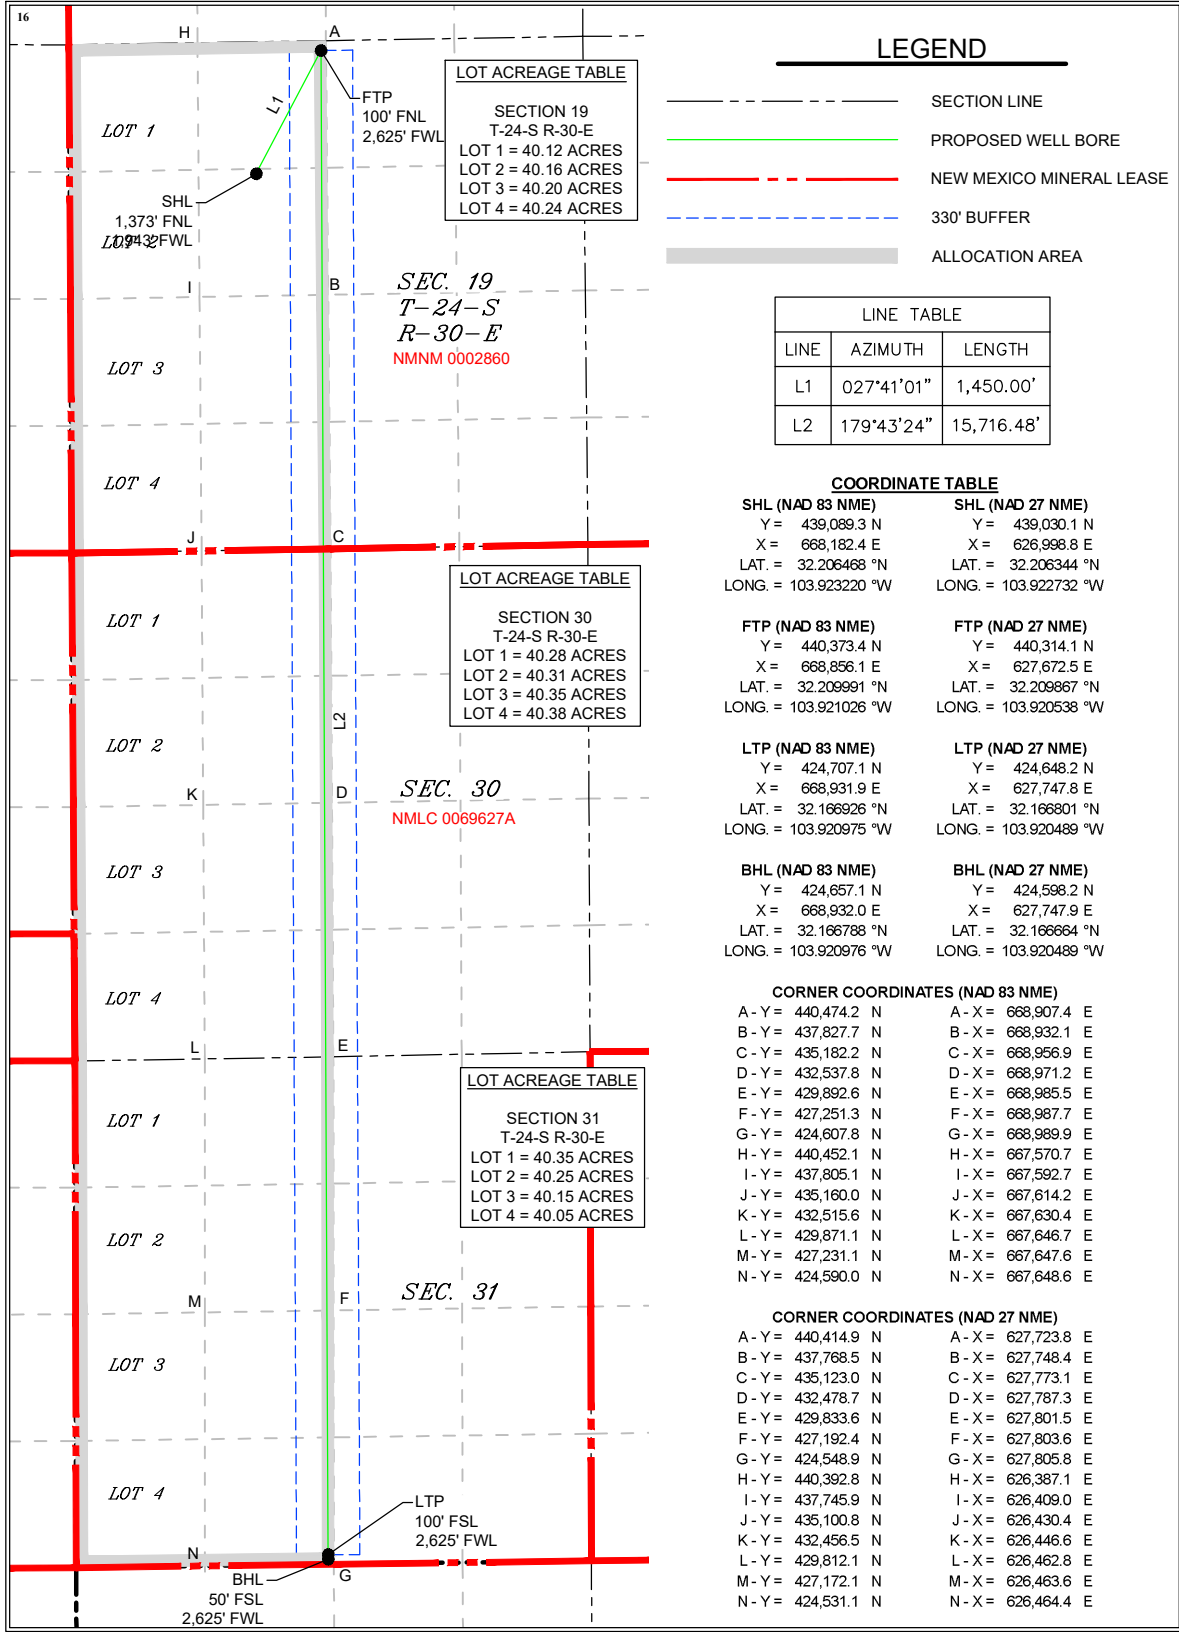 16
H
A
L1
FTP
100' FNL
2,625' FWL
LOT 1
SHL
1,373' FNL
1,943' FWL
LOT 2
I
B
SEC. 19
T-24-S
R-30-E
NMNM 0002860
LOT 3
LOT 4
J
C
LOT ACREAGE TABLE
SECTION 19
T-24-S R-30-E
LOT 1 = 40.12 ACRES
LOT 2 = 40.16 ACRES
LOT 3 = 40.20 ACRES
LOT 4 = 40.24 ACRES
LOT 1
LOT ACREAGE TABLE
SECTION 30
T-24-S R-30-E
LOT 1 = 40.28 ACRES
LOT 2 = 40.31 ACRES
LOT 3 = 40.35 ACRES
LOT 4 = 40.38 ACRES
L2
LOT 2
K
D
SEC. 30
NMLC 0069627A
LOT 3
LOT 4
L
E
LOT 1
LOT ACREAGE TABLE
SECTION 31
T-24-S R-30-E
LOT 1 = 40.35 ACRES
LOT 2 = 40.25 ACRES
LOT 3 = 40.15 ACRES
LOT 4 = 40.05 ACRES
LOT 2
M
F
SEC. 31
LOT 3
LOT 4
LTP
100' FSL
2,625' FWL
N
G
BHL
50' FSL
2,625' FWL
LEGEND
SECTION LINE
PROPOSED WELL BORE
NEW MEXICO MINERAL LEASE
330' BUFFER
ALLOCATION AREA
LINE TABLE
LINE AZIMUTH LENGTH
L1 027°41'01" 1,450.00'
L2 179°43'24" 15,716.48'
COORDINATE TABLE
SHL (NAD 83 NME) SHL (NAD 27 NME)
Y = 439,089.3 N Y = 439,030.1 N
X = 668,182.4 E X = 626,998.8 E
LAT. = 32.206468 °N LAT. = 32.206344 °N
LONG. = 103.923220 °W LONG. = 103.922732 °W
FTP (NAD 83 NME) FTP (NAD 27 NME)
Y = 440,373.4 N Y = 440,314.1 N
X = 668,856.1 E X = 627,672.5 E
LAT. = 32.209991 °N LAT. = 32.209867 °N
LONG. = 103.921026 °W LONG. = 103.920538 °W
LTP (NAD 83 NME) LTP (NAD 27 NME)
Y = 424,707.1 N Y = 424,648.2 N
X = 668,931.9 E X = 627,747.8 E
LAT. = 32.166926 °N LAT. = 32.166801 °N
LONG. = 103.920975 °W LONG. = 103.920489 °W
BHL (NAD 83 NME) BHL (NAD 27 NME)
Y = 424,657.1 N Y = 424,598.2 N
X = 668,932.0 E X = 627,747.9 E
LAT. = 32.166788 °N LAT. = 32.166664 °N
LONG. = 103.920976 °W LONG. = 103.920489 °W
CORNER COORDINATES (NAD 83 NME)
A - Y = 440,474.2 N A - X = 668,907.4 E
B - Y = 437,827.7 N B - X = 668,932.1 E
C - Y = 435,182.2 N C - X = 668,956.9 E
D - Y = 432,537.8 N D - X = 668,971.2 E
E - Y = 429,892.6 N E - X = 668,985.5 E
F - Y = 427,251.3 N F - X = 668,987.7 E
G - Y = 424,607.8 N G - X = 668,989.9 E
H - Y = 440,452.1 N H - X = 667,570.7 E
I - Y = 437,805.1 N I - X = 667,592.7 E
J - Y = 435,160.0 N J - X = 667,614.2 E
K - Y = 432,515.6 N K - X = 667,630.4 E
L - Y = 429,871.1 N L - X = 667,646.7 E
M - Y = 427,231.1 N M - X = 667,647.6 E
N - Y = 424,590.0 N N - X = 667,648.6 E
CORNER COORDINATES (NAD 27 NME)
A - Y = 440,414.9 N A - X = 627,723.8 E
B - Y = 437,768.5 N B - X = 627,748.4 E
C - Y = 435,123.0 N C - X = 627,773.1 E
D - Y = 432,478.7 N D - X = 627,787.3 E
E - Y = 429,833.6 N E - X = 627,801.5 E
F - Y = 427,192.4 N F - X = 627,803.6 E
G - Y = 424,548.9 N G - X = 627,805.8 E
H - Y = 440,392.8 N H - X = 626,387.1 E
I - Y = 437,745.9 N I - X = 626,409.0 E
J - Y = 435,100.8 N J - X = 626,430.4 E
K - Y = 432,456.5 N K - X = 626,446.6 E
L - Y = 429,812.1 N L - X = 626,462.8 E
M - Y = 427,172.1 N M - X = 626,463.6 E
N - Y = 424,531.1 N N - X = 626,464.4 E